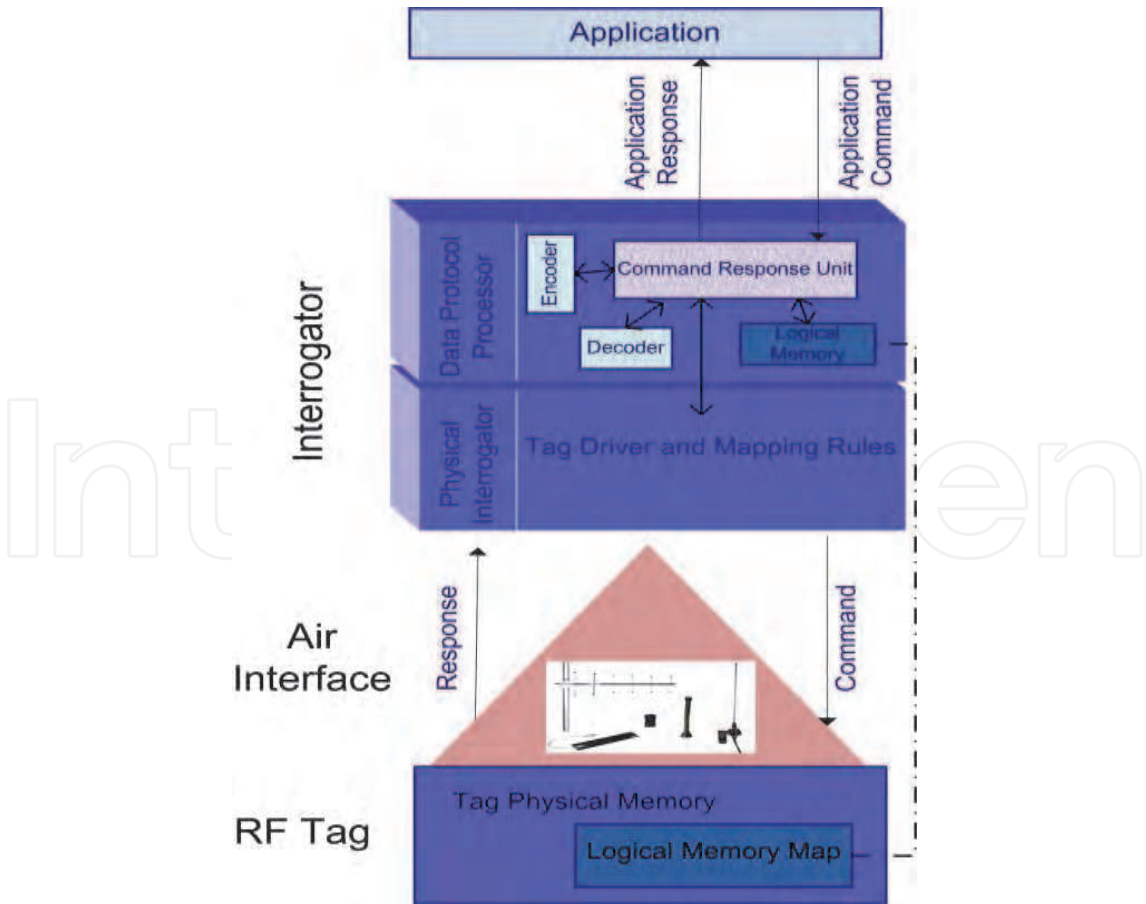 Application
Application
Response
Application
Command
Interrogator
Data Protocol
Processor
Encoder
Command Response Unit
Decoder
Logical
Memory
Physical
Interrogator
Tag Driver and Mapping Rules
Response
Command
Air
Interface
RF Tag
Tag Physical Memory
Logical Memory Map